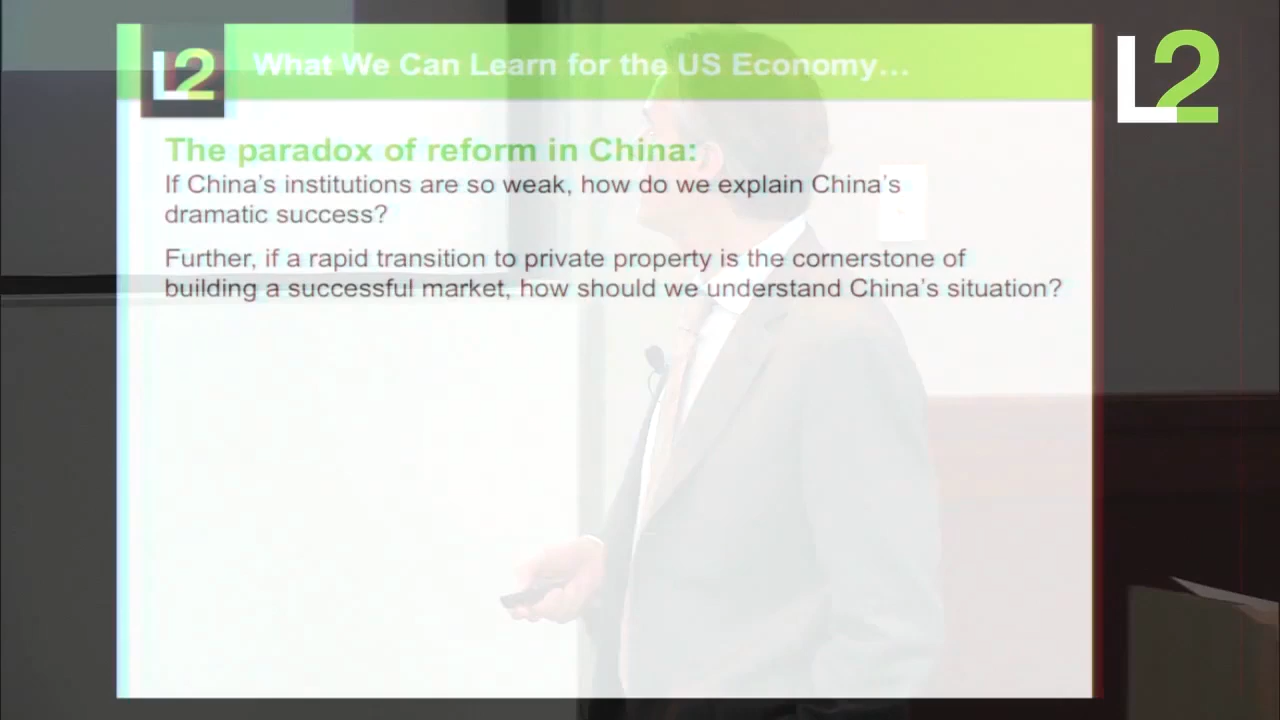 L2
What We Can Learn for the US Economy...
L2
The paradox of reform in China:
If China's institutions are so weak, how do we explain China's
dramatic success?
Further, if a rapid transition to private property is the cornerstone of
building a successful market, how should we understand China's situation?